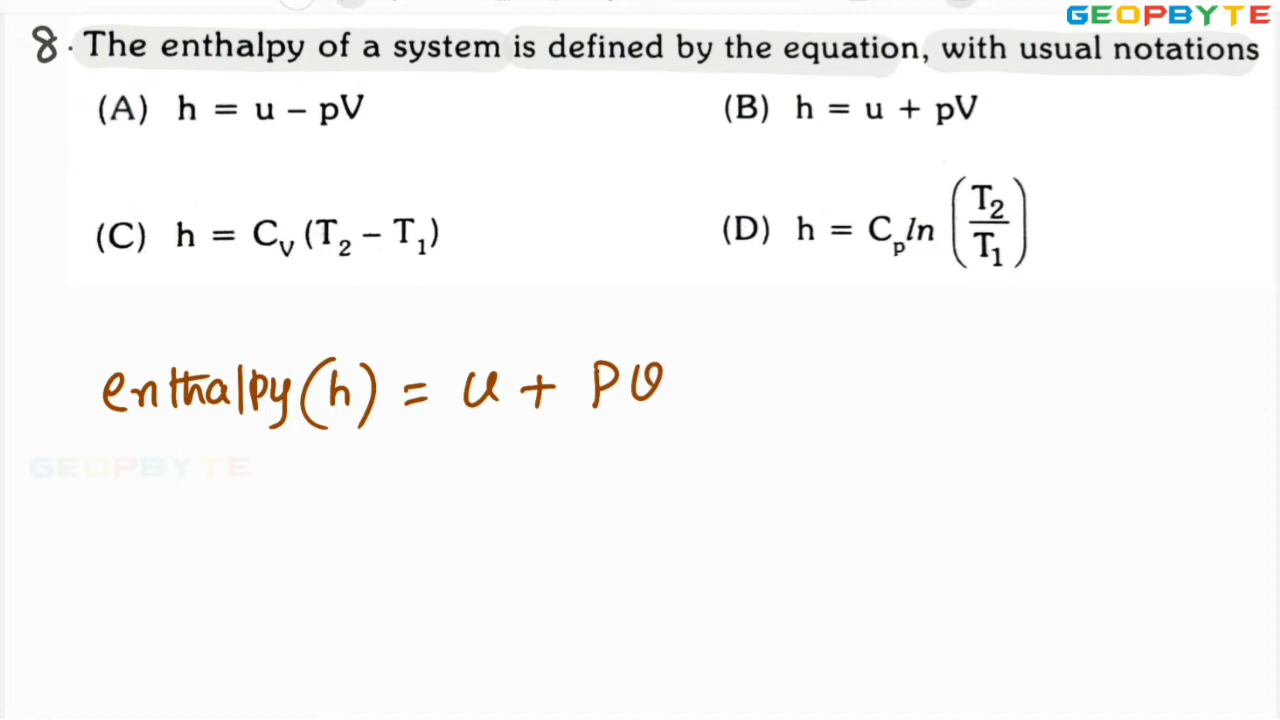 GEOPBYTE
8. The enthalpy of a system is defined by the equation, with usual notations
(A) h = u – pV
(B) h = u + pV
(C) h = C_v (T_2 – T_1)
(D) h = C_p ln (T_2/T_1)
enthalpy (h) = u + Pv
GEOPBYTE